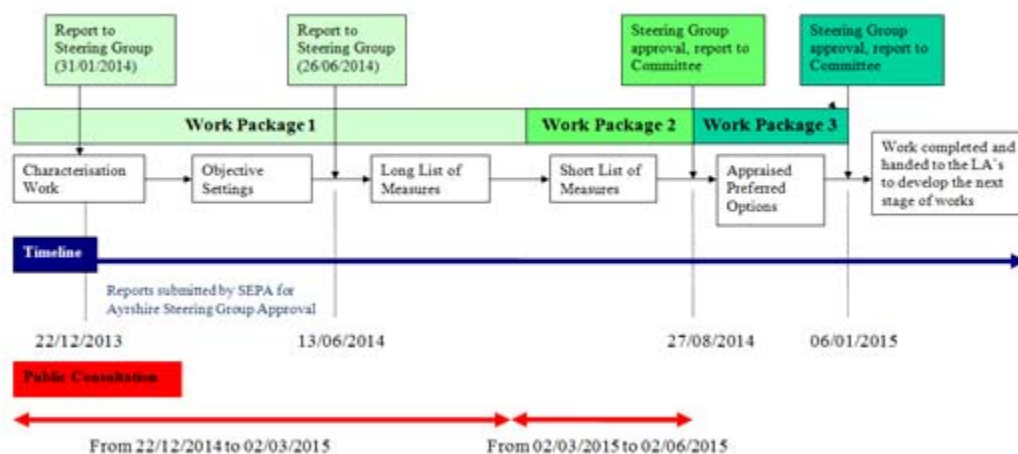 Report to
Steering Group
(31/01/2014)
Report to
Steering Group
(26/06/2014)
Steering Group
approval, report to
Committee
Steering Group
approval, report to
Committee
Work Package 1
Work Package 2
Work Package 3
Characterisation
Work
Objective
Settings
Long List of
Measures
Short List of
Measures
Appraised
Preferred
Options
Work completed and
handed to the LA´s
to develop the next
stage of works
Timeline
Reports submitted by SEPA for
Ayrshire Steering Group Approval
22/12/2013
13/06/2014
27/08/2014
06/01/2015
Public Consultation
From 22/12/2014 to 02/03/2015
From 02/03/2015 to 02/06/2015